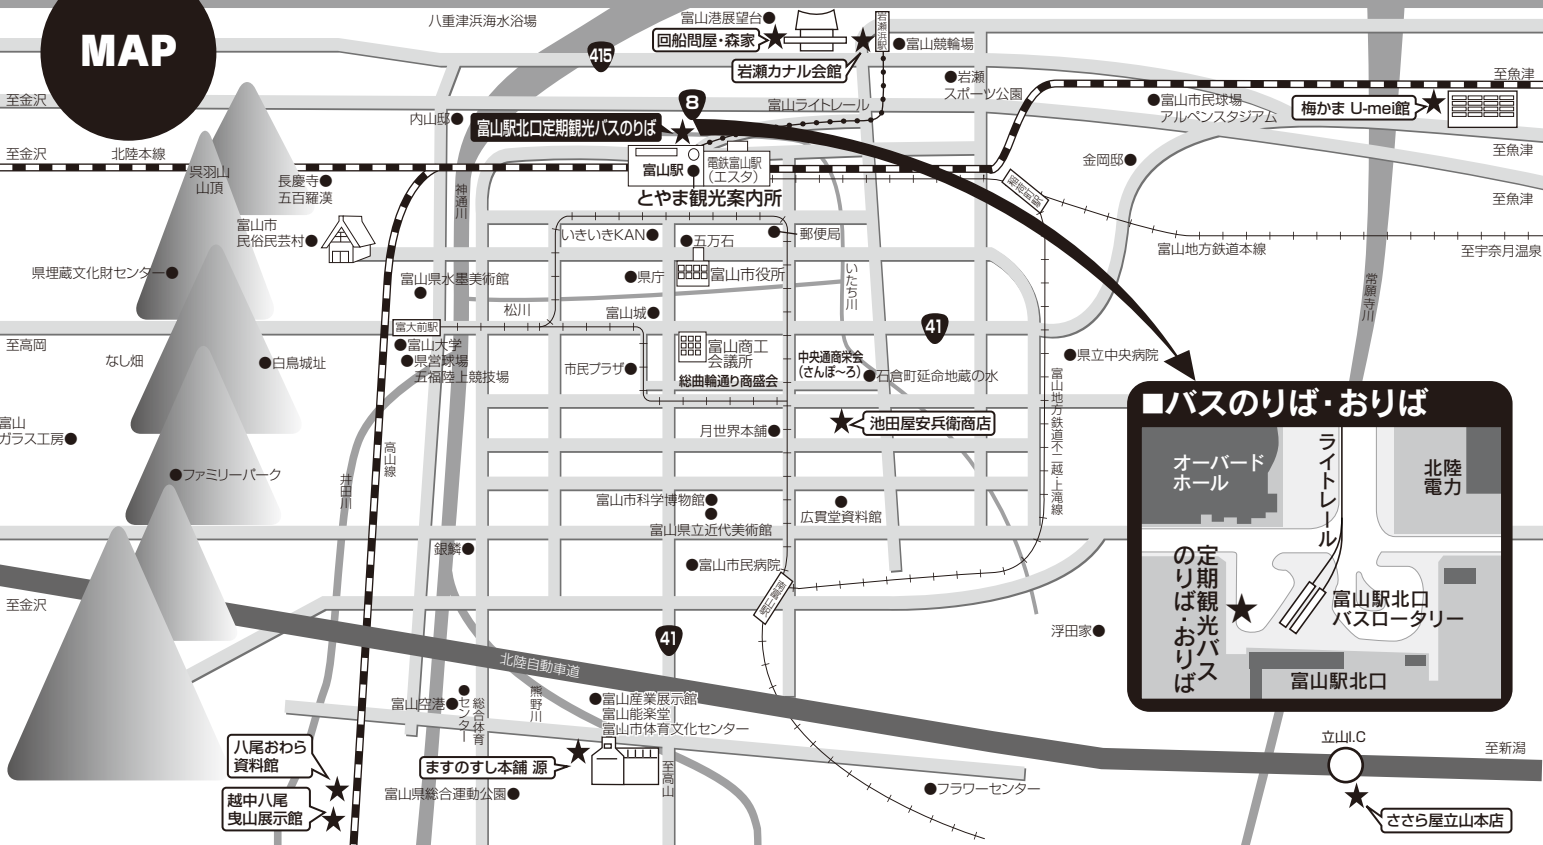 MAP
八重津浜海水浴場
415
富山港展望台
回船問屋・森家
岩瀬浜駅
富山競輪場
岩瀬カナル会館
岩瀬
スポーツ公園
至魚津
至金沢
8
富山ライトレール
富山市民球場
アルペンスタジアム
梅かま U-mei館
内山邸
富山駅北口定期観光バスのりば
至金沢
北陸本線
富山駅
電鉄富山駅
(エスタ)
とやま観光案内所
金岡邸
至魚津
至魚津
呉羽山
山頂
長慶寺
五百羅漢
神通川
富山市
民俗民芸村
いきいきKAN
五万石
郵便局
富山地方鉄道本線
至宇奈月温泉
県埋蔵文化財センター
富山県水墨美術館
県庁
富山市役所
いたち川
常願寺川
松川
富山城
富大前駅
41
至高岡
なし畑
白鳥城址
富山大学
県営球場
五福陸上競技場
市民プラザ
富山商工
会議所
総曲輪通り商盛会
中央通商栄会
(さんぽ〜ろ)
石倉町延命地蔵の水
県立中央病院
富山地方鉄道不二越・上滝線
池田屋安兵衛商店
月世界本舗
富山
ガラス工房
高山線
井田川
ファミリーパーク
富山市科学博物館
富山県立近代美術館
広貫堂資料館
銀鱗
富山市民病院
至金沢
41
浮田家
北陸自動車道
富山空港
総合体育
センター
熊野川
富山産業展示館
富山能楽堂
富山市体育文化センター
八尾おわら
資料館
越中八尾
曳山展示館
ますのすし本舗 源
富山県総合運動公園
至高山
フラワーセンター
立山I.C
至新潟
ささら屋立山本店
■バスのりば・おりば
オーバード
ホール
ライトレール
北陸
電力
定期観光バス
のりば・おりば
富山駅北口
バスロータリー
富山駅北口